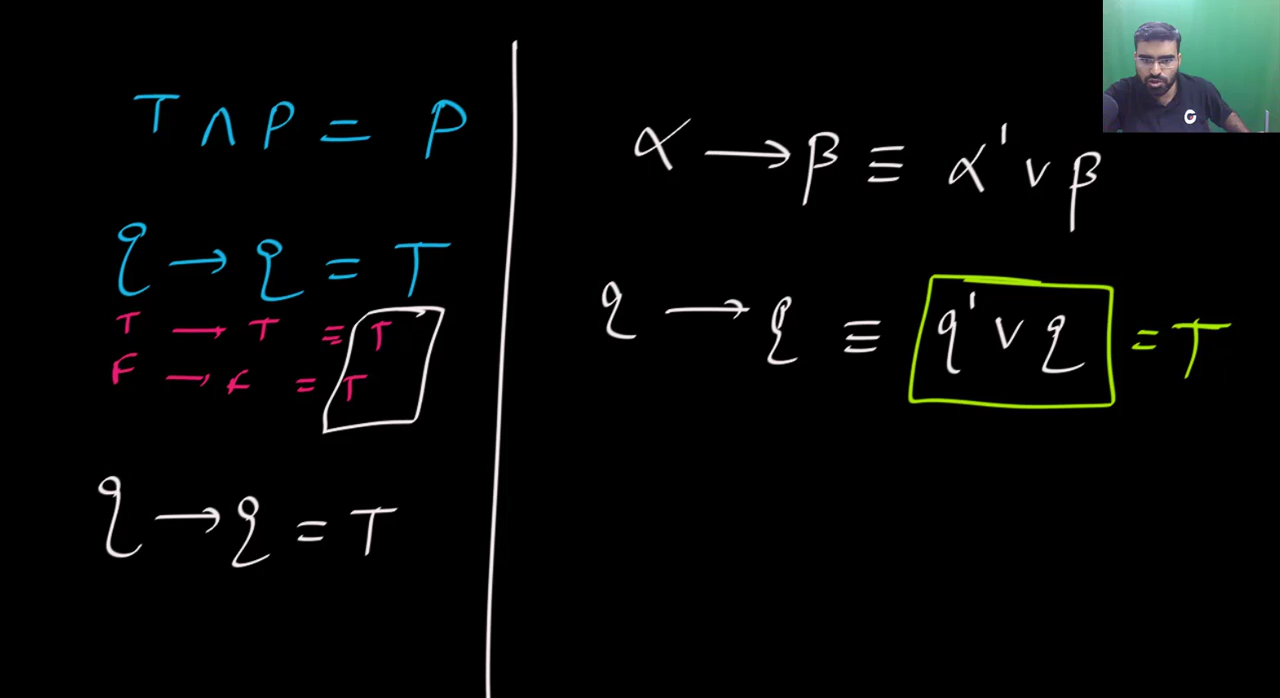 T ∧ P = P
q → q = T
T → T = T
F → F = T
q → q = T
α → β ≡ α' ∨ β
q → q ≡ q' ∨ q = T